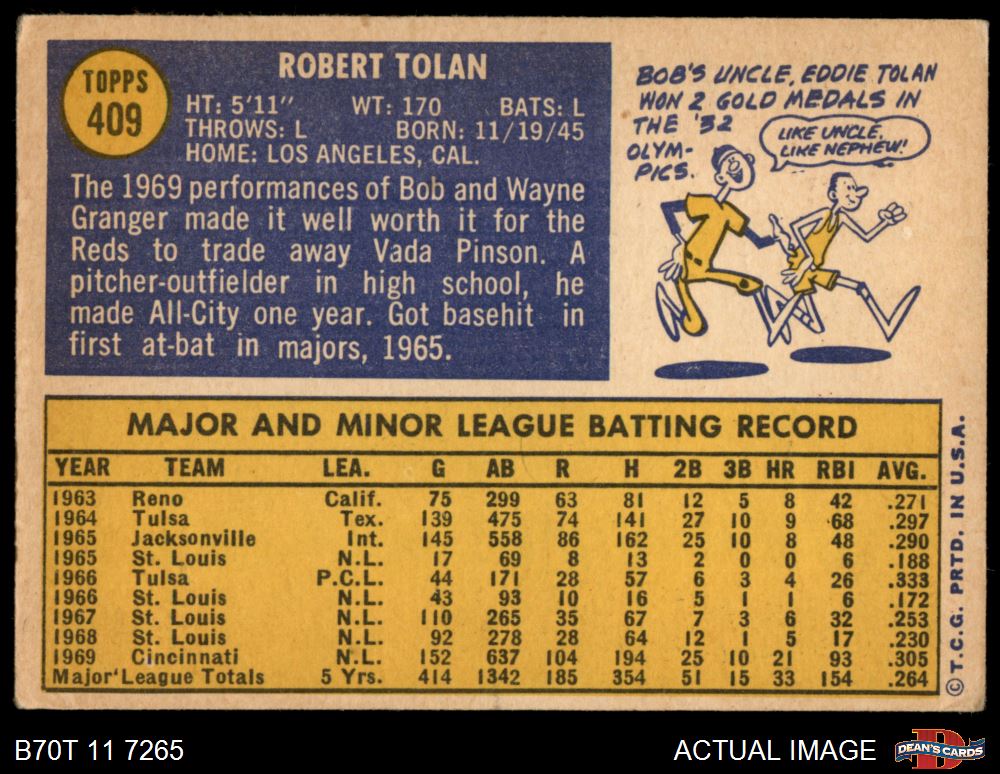 TOPPS
409
ROBERT TOLAN
HT: 5'11" WT: 170 BATS: L
THROWS: L BORN: 11/19/45
HOME: LOS ANGELES, CAL.
The 1969 performances of Bob and Wayne
Granger made it well worth it for the
Reds to trade away Vada Pinson. A
pitcher-outfielder in high school, he
made All-City one year. Got basehit in
first at-bat in majors, 1965.
BOB'S UNCLE, EDDIE TOLAN
WON 2 GOLD MEDALS IN
THE '32
OLYM-
PICS.
LIKE UNCLE,
LIKE NEPHEW!
MAJOR AND MINOR LEAGUE BATTING RECORD
YEAR TEAM LEA. G AB R H 2B 3B HR RBI AVG.
1963 Reno Calif. 75 299 63 81 12 5 8 42 .271
1964 Tulsa Tex. 139 475 74 141 27 10 9 68 .297
1965 Jacksonville Int. 145 558 86 162 25 10 8 48 .290
1965 St. Louis N.L. 17 69 8 13 2 0 0 6 .188
1966 Tulsa P.C.L. 44 171 28 57 6 3 4 26 .333
1966 St. Louis N.L. 43 93 10 16 5 1 1 6 .172
1967 St. Louis N.L. 110 265 35 67 7 3 6 32 .253
1968 St. Louis N.L. 92 278 28 64 12 1 5 17 .230
1969 Cincinnati N.L. 152 637 104 194 25 10 21 93 .305
Major League Totals 5 Yrs. 414 1342 185 354 51 15 33 154 .264
© T.C.G. PRTD. IN U.S.A.
B70T 11 7265
ACTUAL IMAGE
D
DEAN'S CARDS